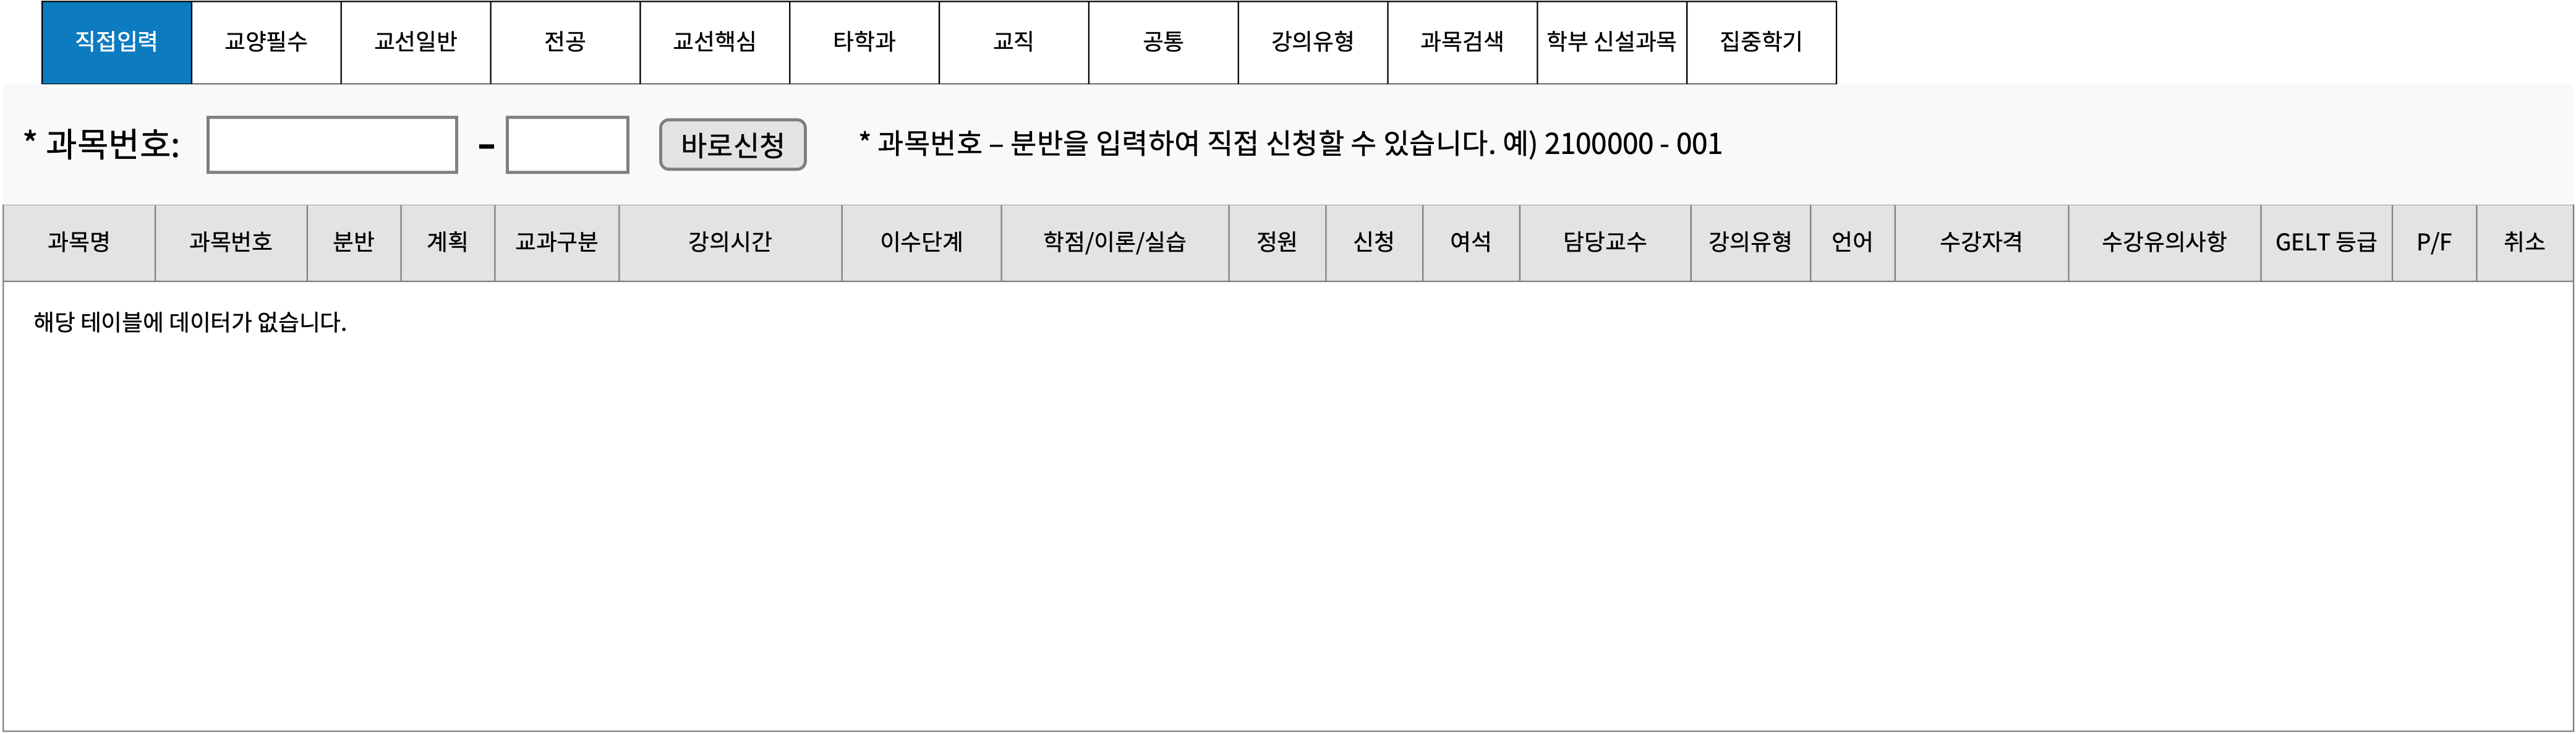 직접입력 교양필수 교선일반 전공 교선핵심 타학과 교직 공통 강의유형 과목검색 학부 신설과목 집중학기
* 과목번호: - 바로신청 * 과목번호 – 분반을 입력하여 직접 신청할 수 있습니다. 예) 2100000 - 001
과목명 과목번호 분반 계획 교과구분 강의시간 이수단계 학점/이론/실습 정원 신청 여석 담당교수 강의유형 언어 수강자격 수강유의사항 GELT 등급 P/F 취소
해당 테이블에 데이터가 없습니다.